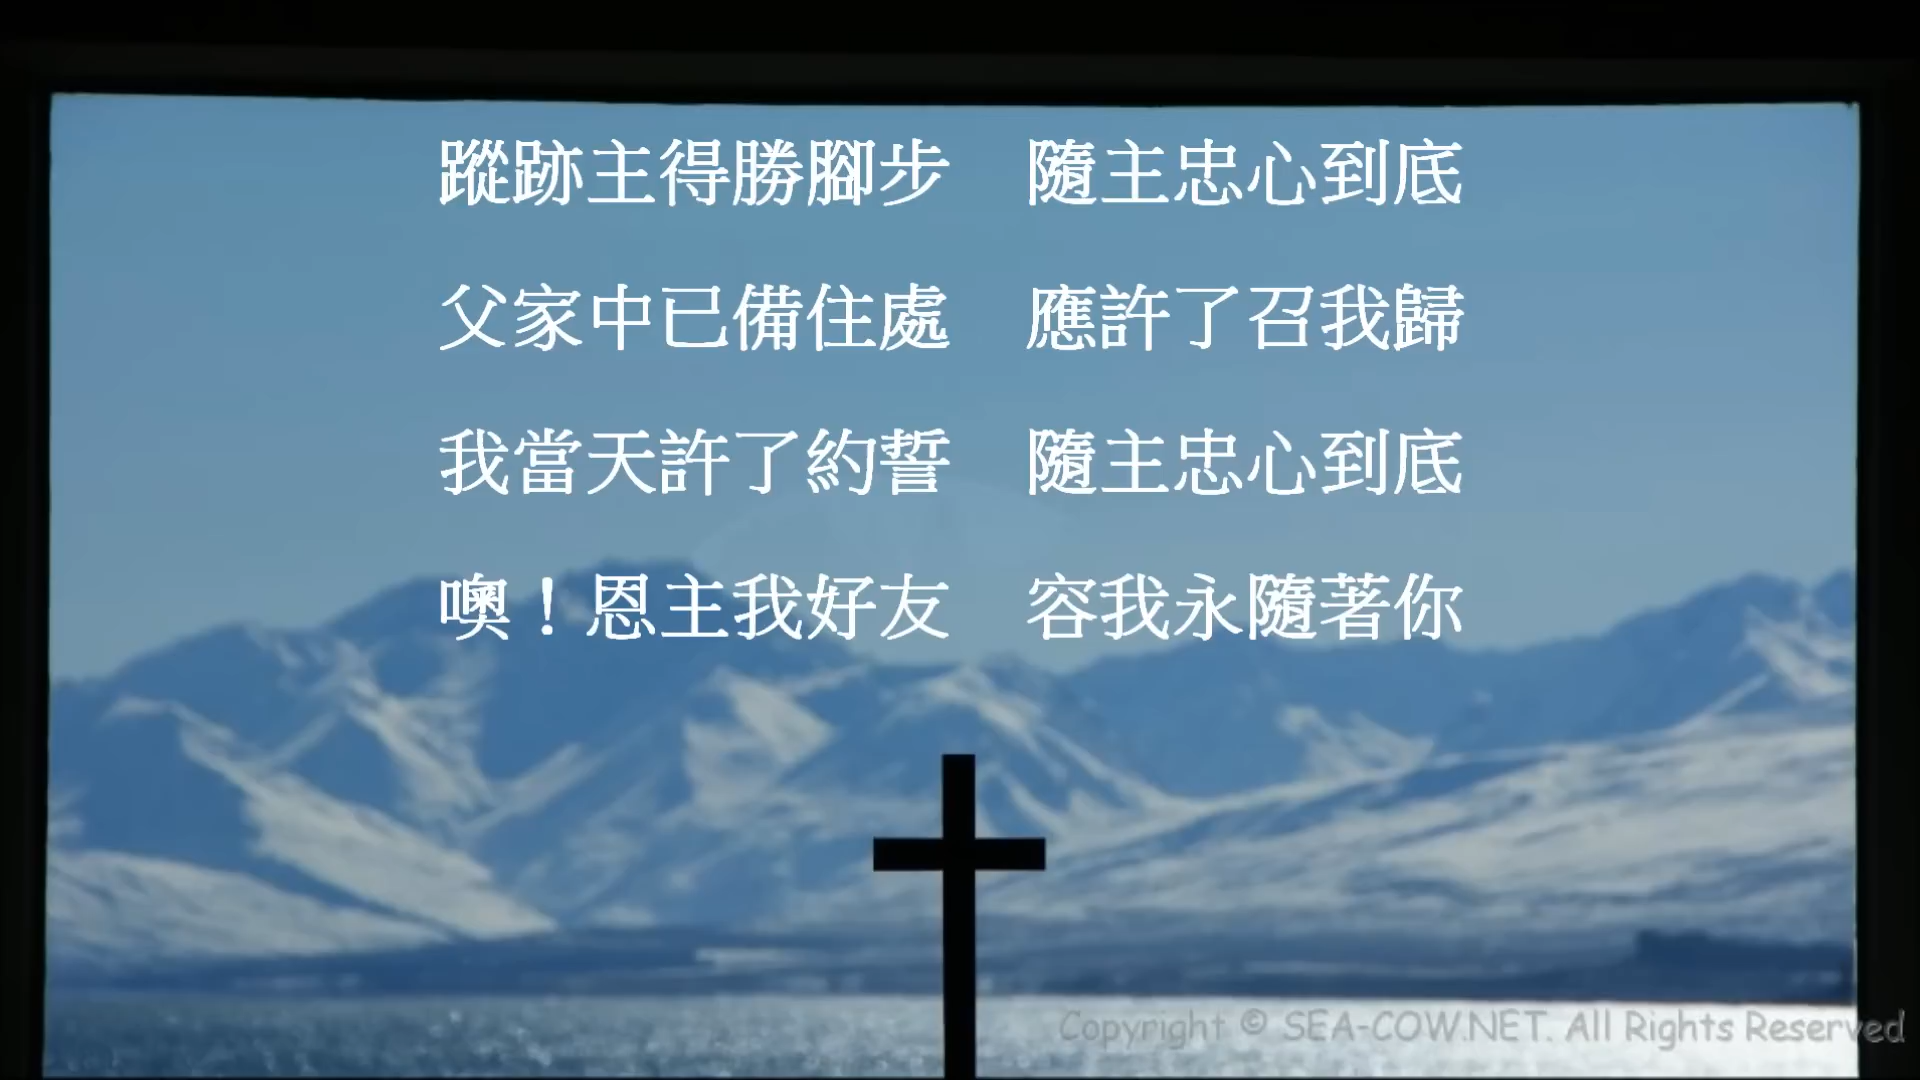 蹤跡主得勝腳步　隨主忠心到底
父家中已備住處　應許了召我歸
我當天許了約誓　隨主忠心到底
噢！恩主我好友　容我永隨著你
Copyright © SEA-COW.NET. All Rights Reserved